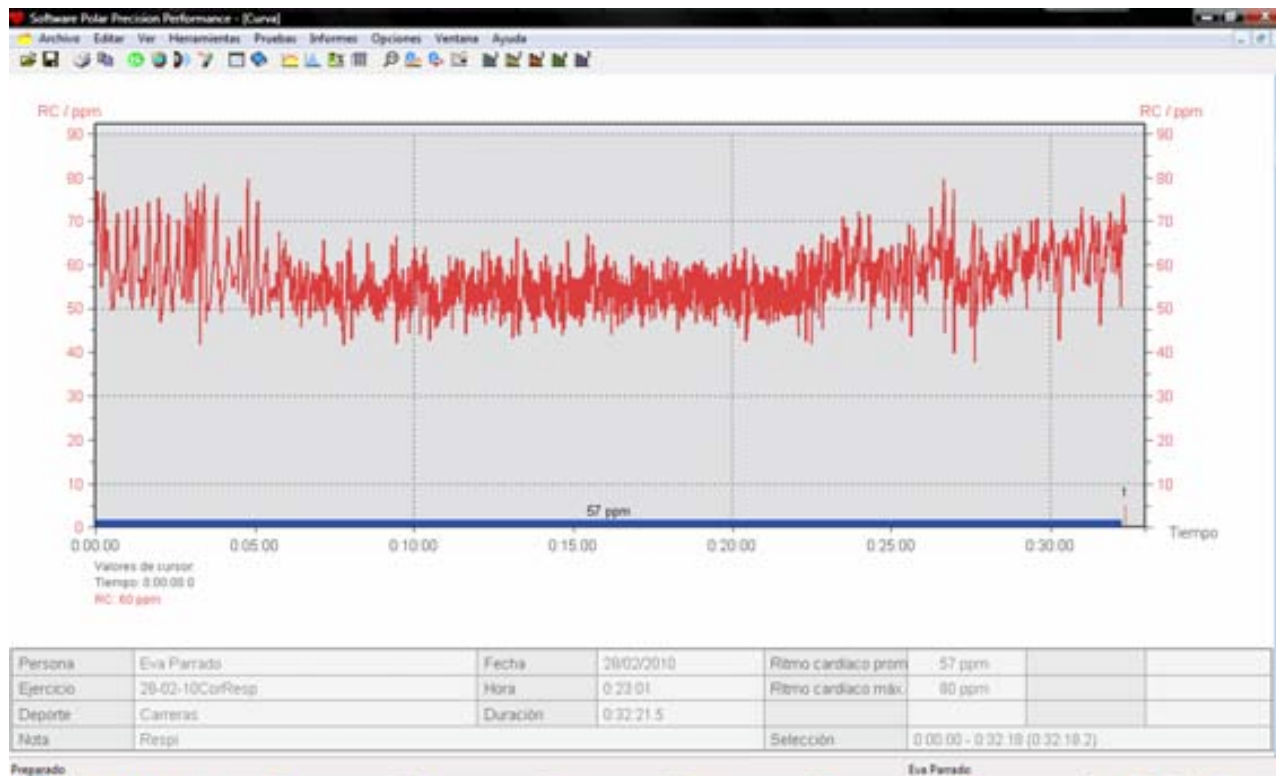 Software Polar Precision Performance - [Curva]
Archivo Editar Ver Herramientas Pruebas Informes Opciones Ventana Ayuda
RC / ppm RC / ppm
90 90
80 80
70 70
60 60
50 50
40 40
30 30
20 20
10 10
57 ppm 1
0 0 Tiempo
0:00:00 0:05:00 0:10:00 0:15:00 0:20:00 0:25:00 0:30:00
Valores de cursor:
Tiempo: 0:00:00.0
RC: 60 ppm
Persona Eva Parrado Fecha 28/02/2010 Ritmo cardiaco prom 57 ppm
Ejercicio 28-02-10CorResp Hora 0:23:01 Ritmo cardiaco máx. 80 ppm
Deporte Carreras Duración 0:32:21.5
Nota Respi Selección 0:00:00 - 0:32:18 (0:32:18.2)
Preparado Eva Parrado